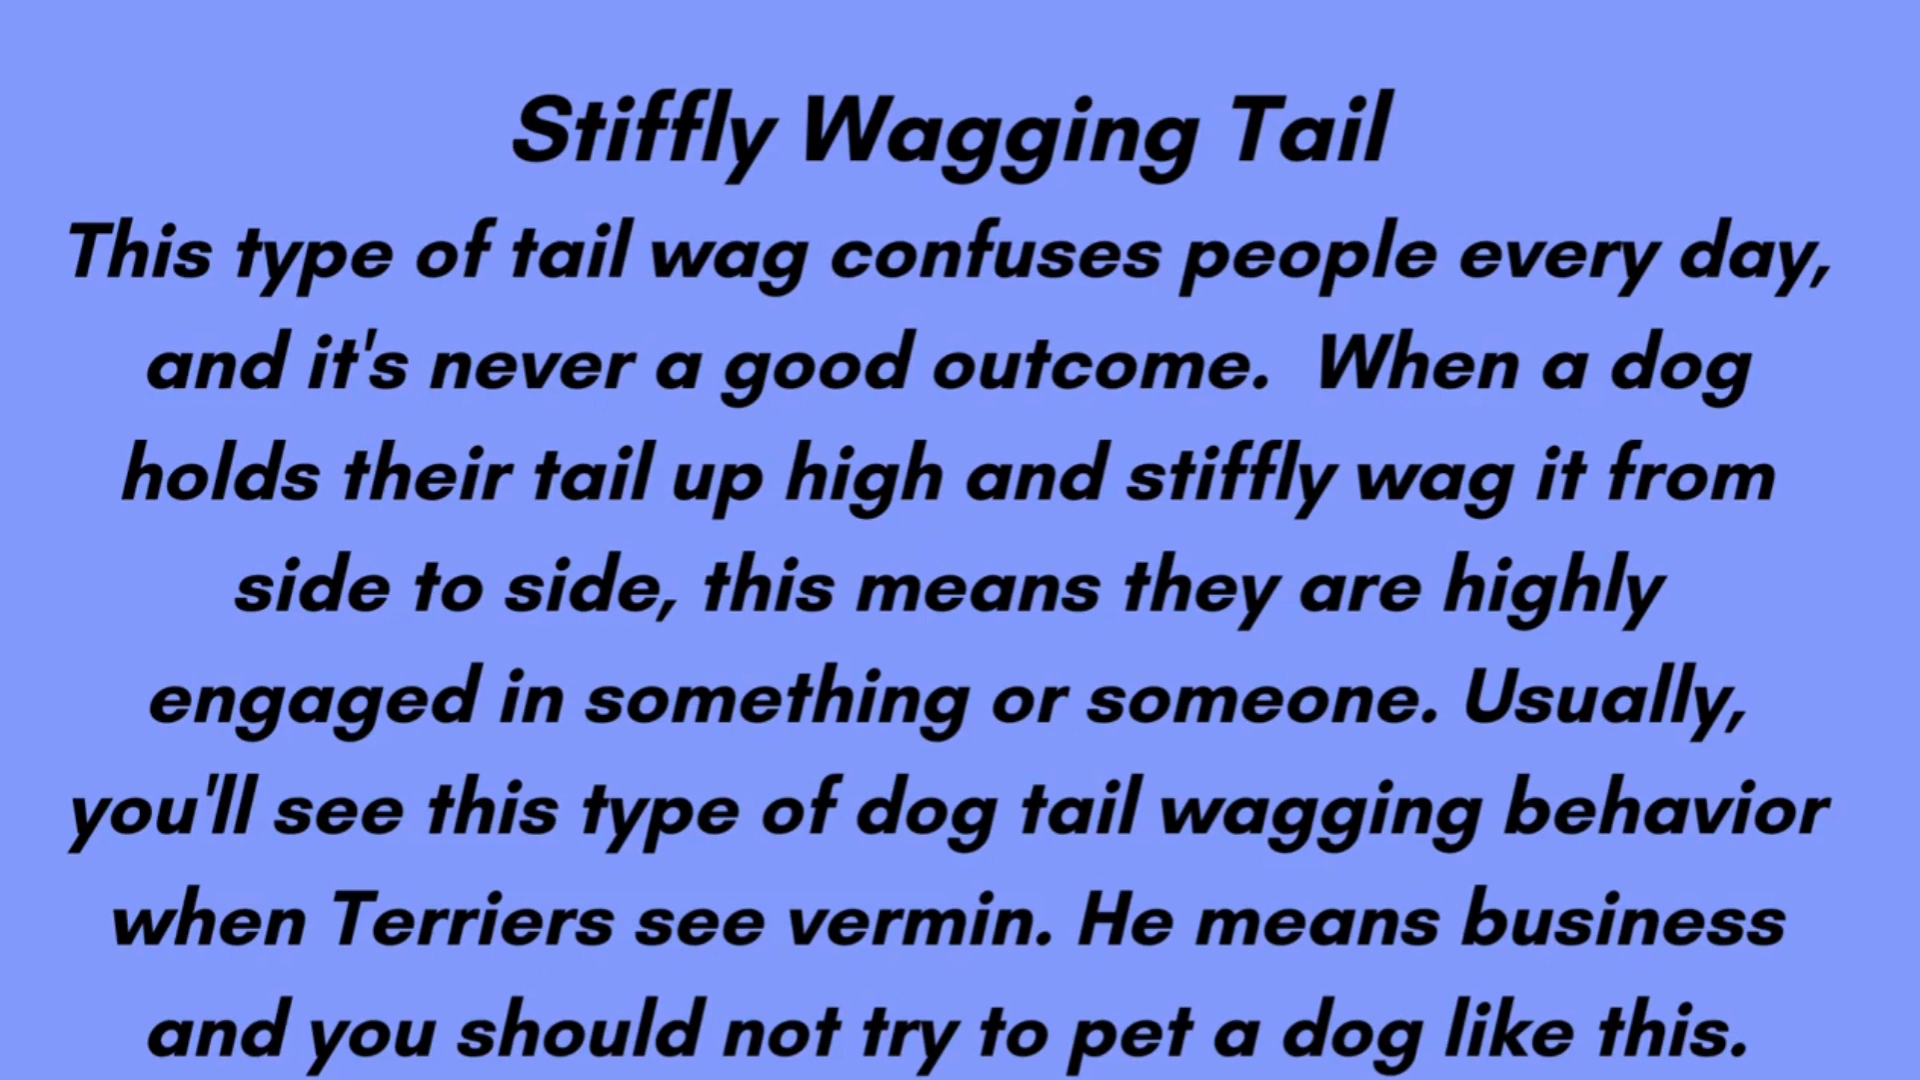 Stiffly Wagging Tail
This type of tail wag confuses people every day,
and it's never a good outcome.  When a dog
holds their tail up high and stiffly wag it from
side to side, this means they are highly
engaged in something or someone. Usually,
you'll see this type of dog tail wagging behavior
when Terriers see vermin. He means business
and you should not try to pet a dog like this.